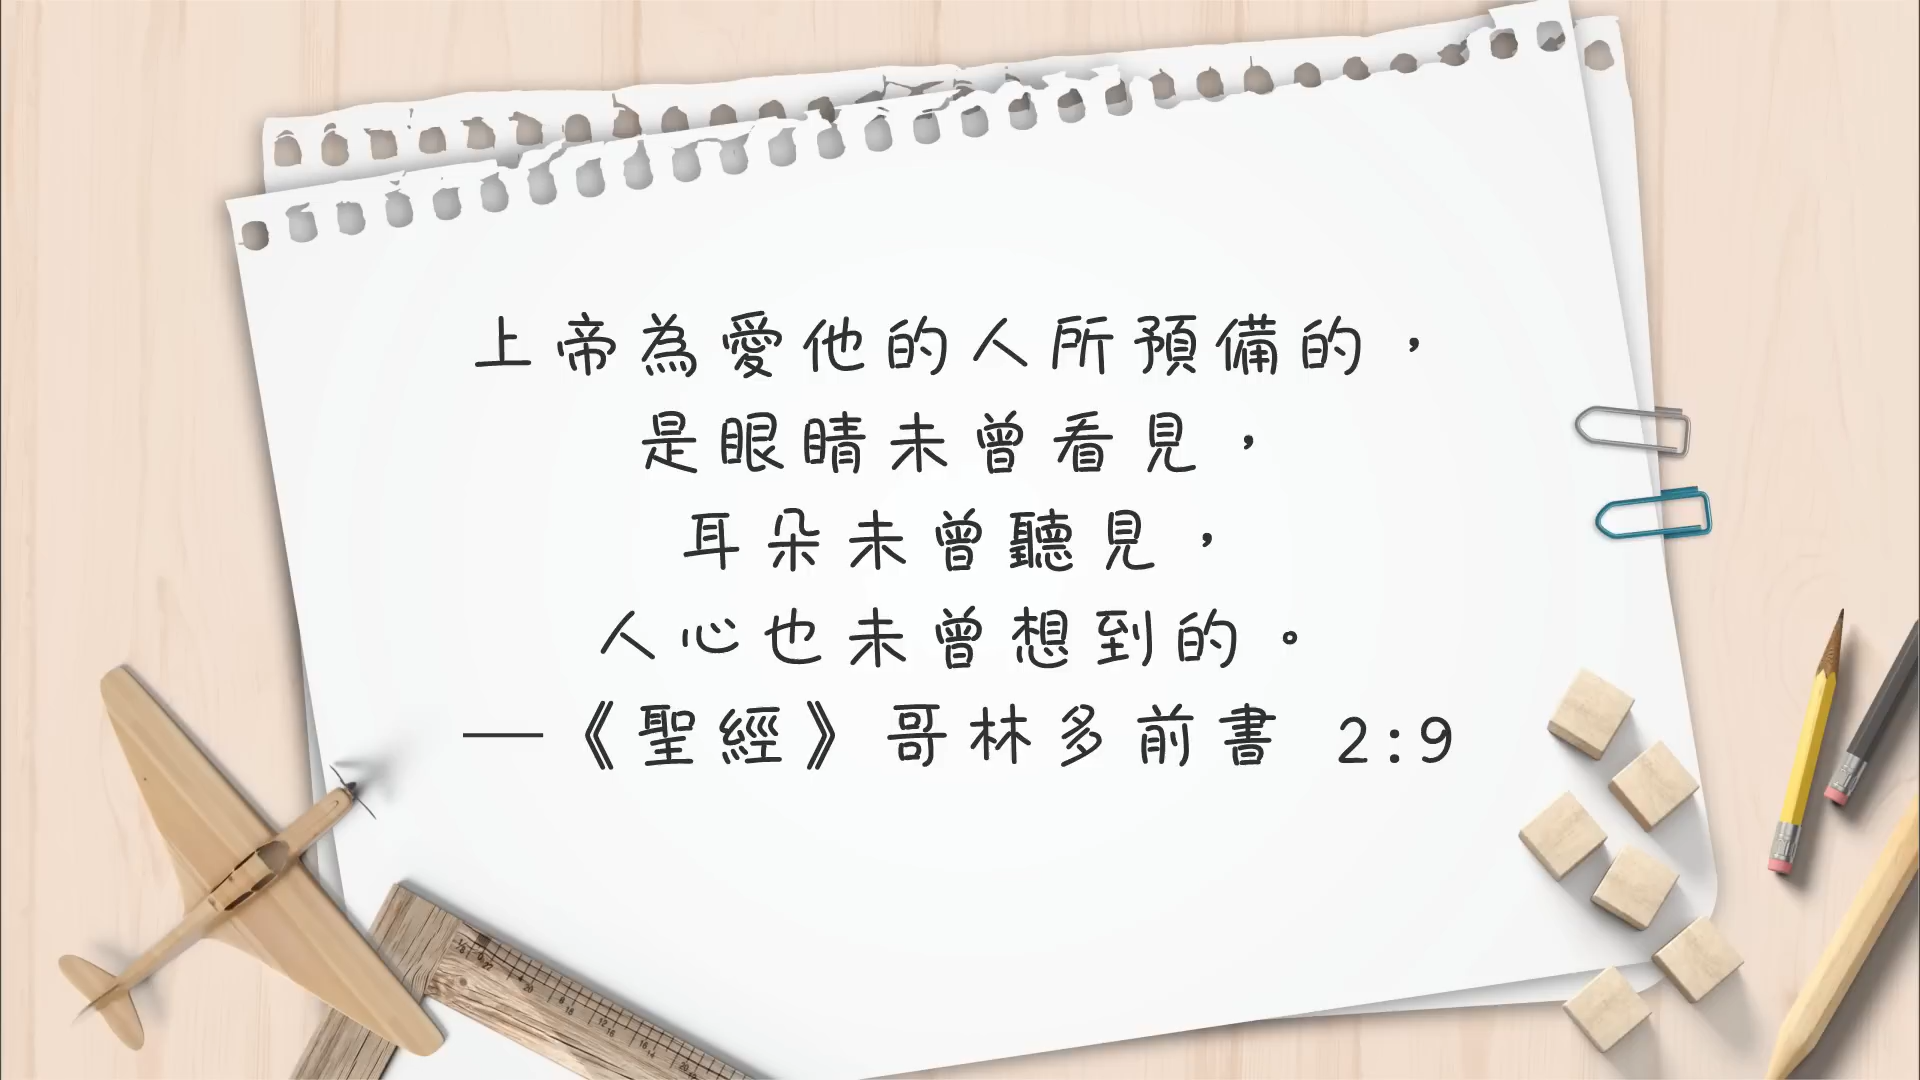 上帝為愛他的人所預備的，
是眼睛未曾看見，
耳朵未曾聽見，
人心也未曾想到的。
—《聖經》哥林多前書 2:9